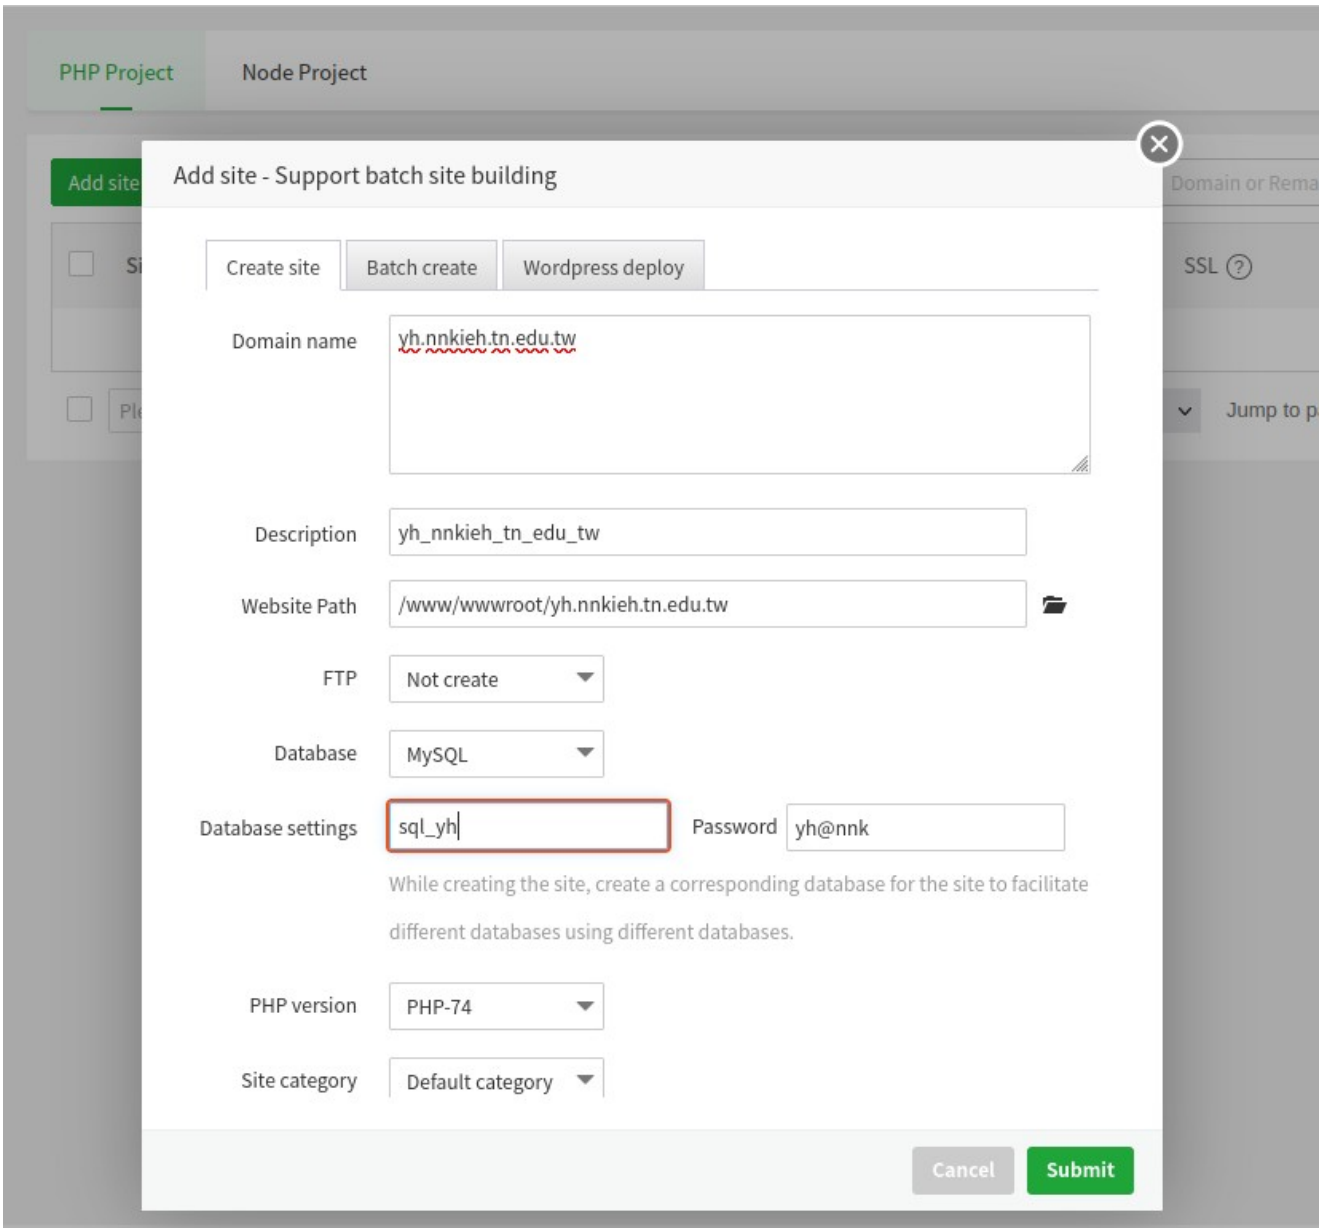 PHP Project
Node Project
Add site
Add site - Support batch site building
Domain or Rema
Si
SSL ?
Create site
Batch create
Wordpress deploy
Domain name
yh.nnkieh.tn.edu.tw
Ple
Jump to pa
Description
yh_nnkieh_tn_edu_tw
Website Path
/www/wwwroot/yh.nnkieh.tn.edu.tw
FTP
Not create
Database
MySQL
Database settings
sql_yh
Password
yh@nnk
While creating the site, create a corresponding database for the site to facilitate
different databases using different databases.
PHP version
PHP-74
Site category
Default category
Cancel
Submit